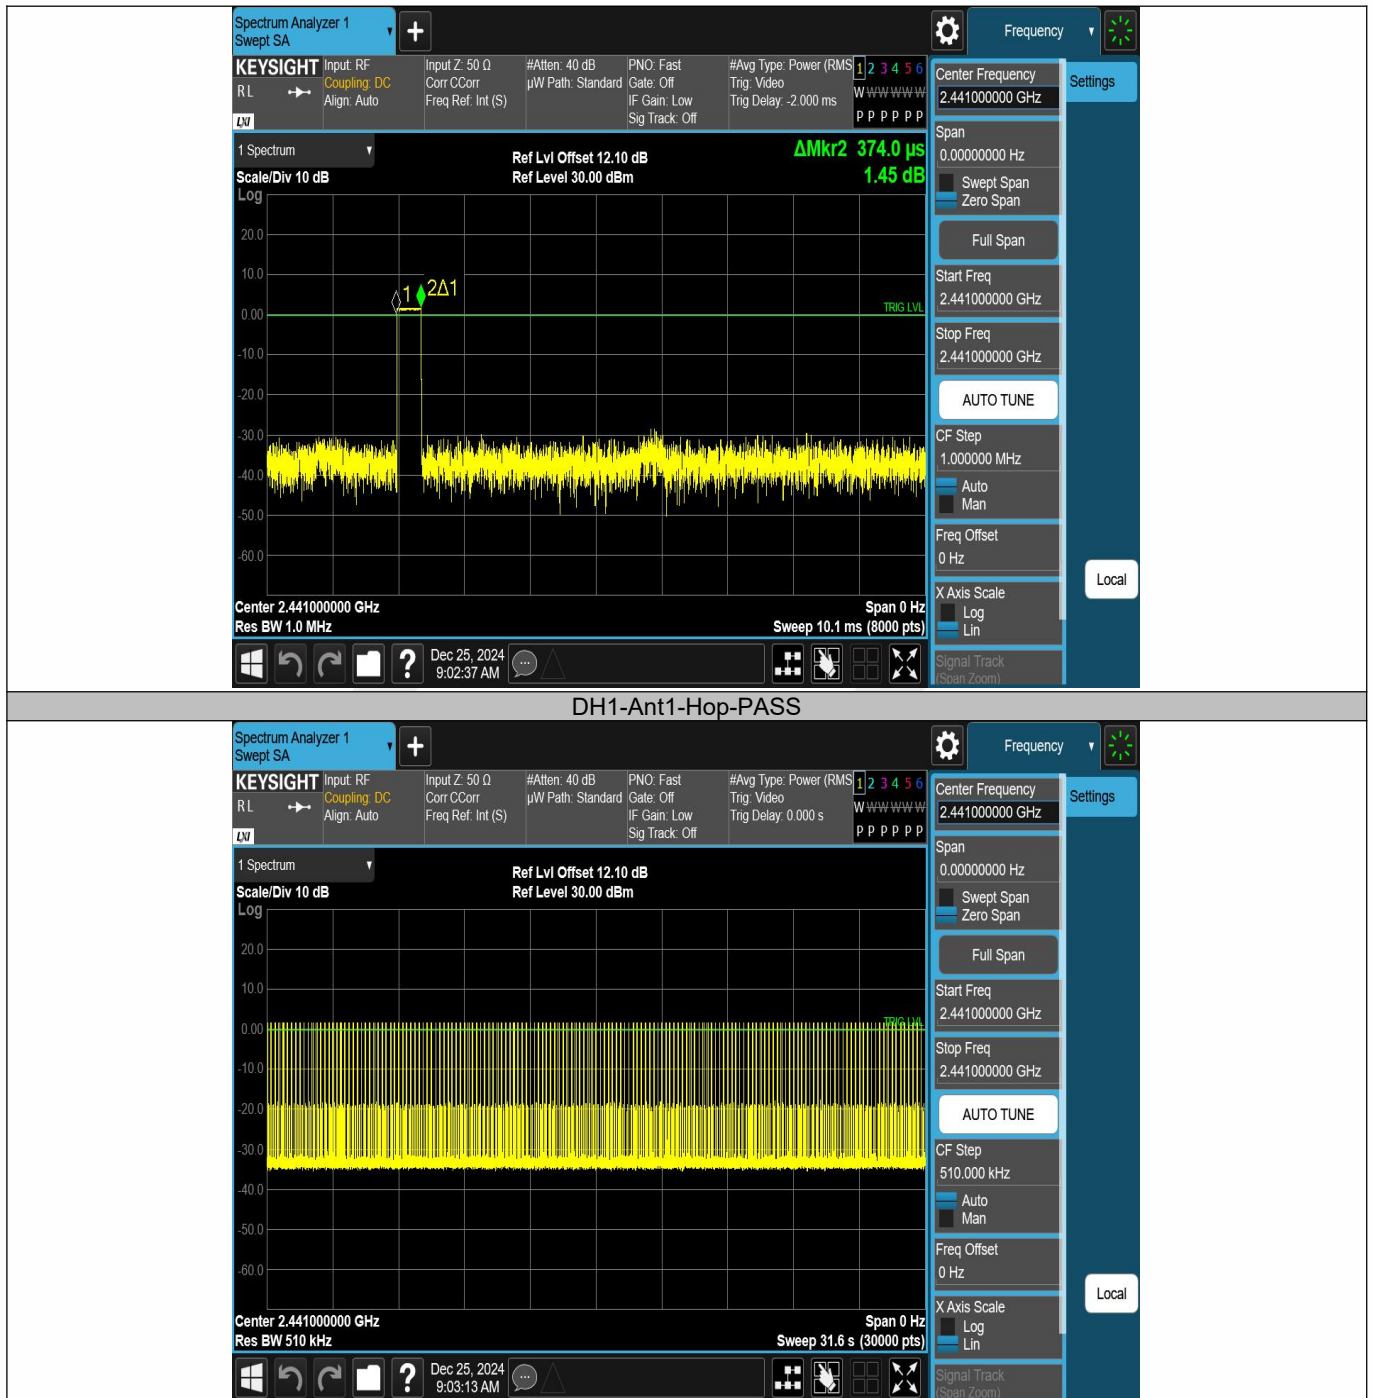 Spectrum Analyzer 1
Swept SA
Frequency
KEYSIGHT
RL
LXI
Input: RF
Coupling: DC
Align: Auto
Input Z: 50 Ω
Corr CCorr
Freq Ref: Int (S)
#Atten: 40 dB
µW Path: Standard
PNO: Fast
Gate: Off
IF Gain: Low
Sig Track: Off
#Avg Type: Power (RMS
Trig: Video
Trig Delay: -2.000 ms
1 2 3 4 5 6
W W W W W W
P P P P P P
1 Spectrum
Scale/Div 10 dB
Ref Lvl Offset 12.10 dB
Ref Level 30.00 dBm
ΔMkr2 374.0 µs
1.45 dB
Log
20.0
10.0
0.00
-10.0
-20.0
-30.0
-40.0
-50.0
-60.0
1
2Δ1
TRIG LVL
Center 2.441000000 GHz
Res BW 1.0 MHz
Span 0 Hz
Sweep 10.1 ms (8000 pts)
Center Frequency
2.441000000 GHz
Settings
Span
0.00000000 Hz
Swept Span
Zero Span
Full Span
Start Freq
2.441000000 GHz
Stop Freq
2.441000000 GHz
AUTO TUNE
CF Step
1.000000 MHz
Auto
Man
Freq Offset
0 Hz
X Axis Scale
Log
Lin
Signal Track
(Span Zoom)
Local
?
Dec 25, 2024
9:02:37 AM
DH1-Ant1-Hop-PASS
Spectrum Analyzer 1
Swept SA
Frequency
KEYSIGHT
RL
LXI
Input: RF
Coupling: DC
Align: Auto
Input Z: 50 Ω
Corr CCorr
Freq Ref: Int (S)
#Atten: 40 dB
µW Path: Standard
PNO: Fast
Gate: Off
IF Gain: Low
Sig Track: Off
#Avg Type: Power (RMS
Trig: Video
Trig Delay: 0.000 s
1 2 3 4 5 6
W W W W W W
P P P P P P
1 Spectrum
Scale/Div 10 dB
Ref Lvl Offset 12.10 dB
Ref Level 30.00 dBm
Log
20.0
10.0
0.00
-10.0
-20.0
-30.0
-40.0
-50.0
-60.0
TRIG LVL
Center 2.441000000 GHz
Res BW 510 kHz
Span 0 Hz
Sweep 31.6 s (30000 pts)
Center Frequency
2.441000000 GHz
Settings
Span
0.00000000 Hz
Swept Span
Zero Span
Full Span
Start Freq
2.441000000 GHz
Stop Freq
2.441000000 GHz
AUTO TUNE
CF Step
510.000 kHz
Auto
Man
Freq Offset
0 Hz
X Axis Scale
Log
Lin
Signal Track
(Span Zoom)
Local
?
Dec 25, 2024
9:03:13 AM